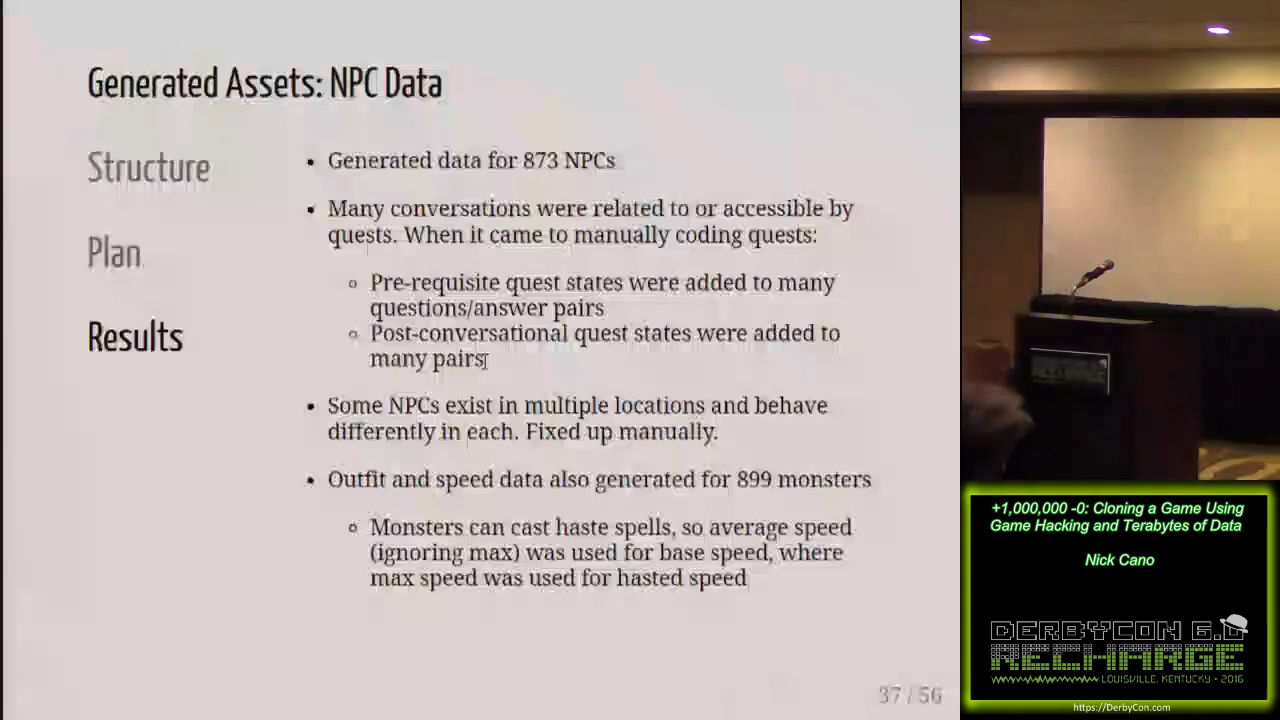 Generated Assets: NPC Data
Structure
Plan
Results
• Generated data for 873 NPCs
• Many conversations were related to or accessible by
quests. When it came to manually coding quests:
◦ Pre-requisite quest states were added to many
questions/answer pairs
◦ Post-conversational quest states were added to
many pairs
• Some NPCs exist in multiple locations and behave
differently in each. Fixed up manually.
• Outfit and speed data also generated for 899 monsters
◦ Monsters can cast haste spells, so average speed
(ignoring max) was used for base speed, where
max speed was used for hasted speed
37 / 56
+1,000,000 -0: Cloning a Game Using
Game Hacking and Terabytes of Data
Nick Cano
DERBYCON 6.0
RECHARGE
LOUISVILLE, KENTUCKY • 2016
https://DerbyCon.com